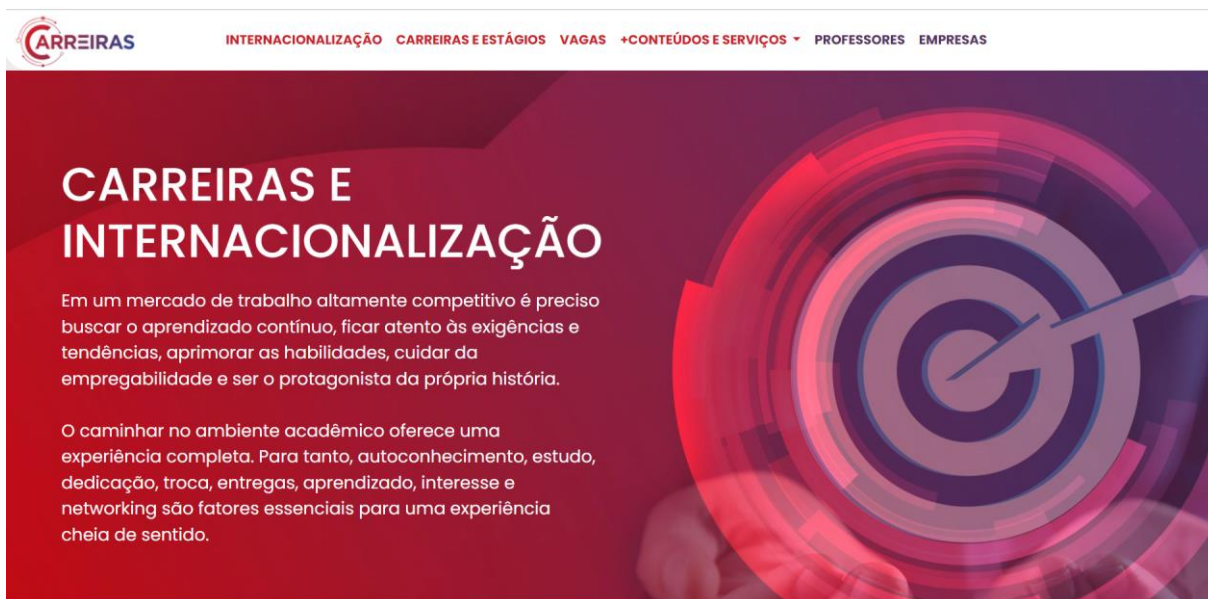 CARREIRAS
INTERNACIONALIZAÇÃO CARREIRAS E ESTÁGIOS VAGAS +CONTEÚDOS E SERVIÇOS PROFESSORES EMPRESAS
CARREIRAS E
INTERNACIONALIZAÇÃO
Em um mercado de trabalho altamente competitivo é preciso
buscar o aprendizado contínuo, ficar atento às exigências e
tendências, aprimorar as habilidades, cuidar da
empregabilidade e ser o protagonista da própria história.
O caminhar no ambiente acadêmico oferece uma
experiência completa. Para tanto, autoconhecimento, estudo,
dedicação, troca, entregas, aprendizado, interesse e
networking são fatores essenciais para uma experiência
cheia de sentido.